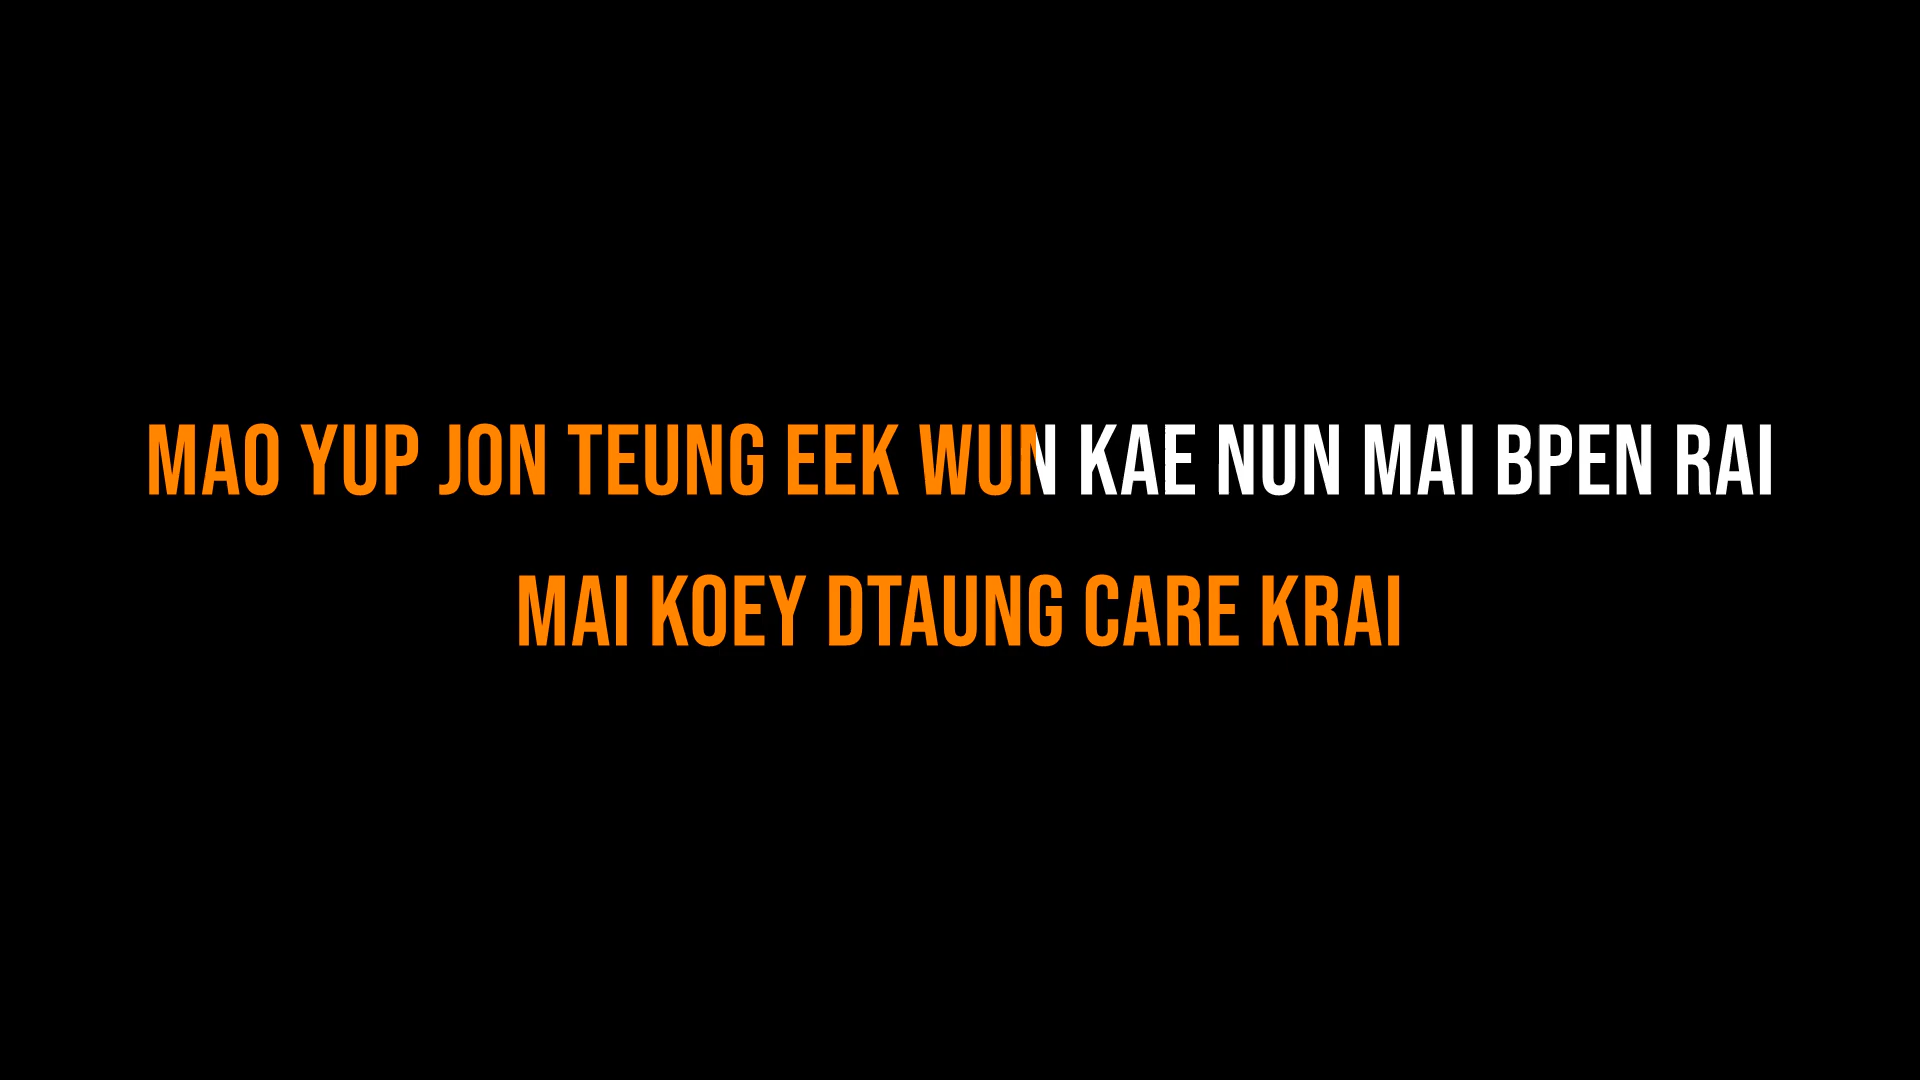 MAO YUP JON TEUNG EEK WUN KAE NUN MAI BPEN RAI
MAI KOEY DTAUNG CARE KRAI